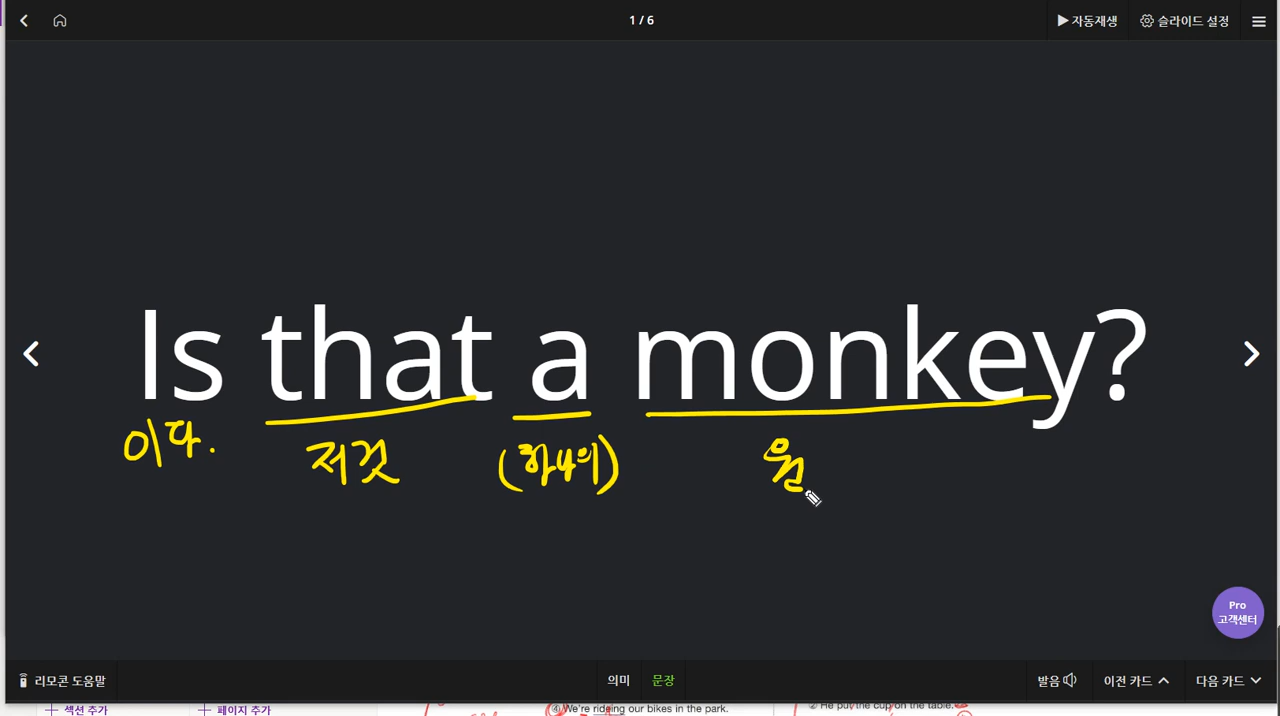 1 / 6
자동재생
슬라이드 설정
Is that a monkey?
이다. 저것 (하나의) 원
Pro
고객센터
리모콘 도움말
의미 문장
발음 이전 카드 다음 카드
섹션 추가 페이지 추가
④ We're riding our bikes in the park.
② He put the cup on the table.